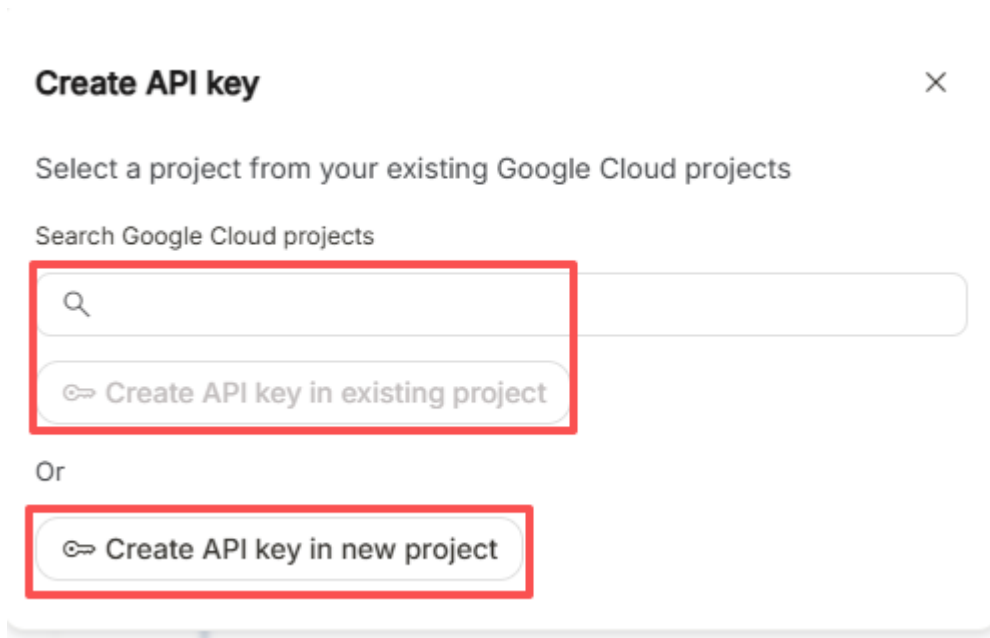 Create API key
Select a project from your existing Google Cloud projects
Search Google Cloud projects
Create API key in existing project
Or
Create API key in new project